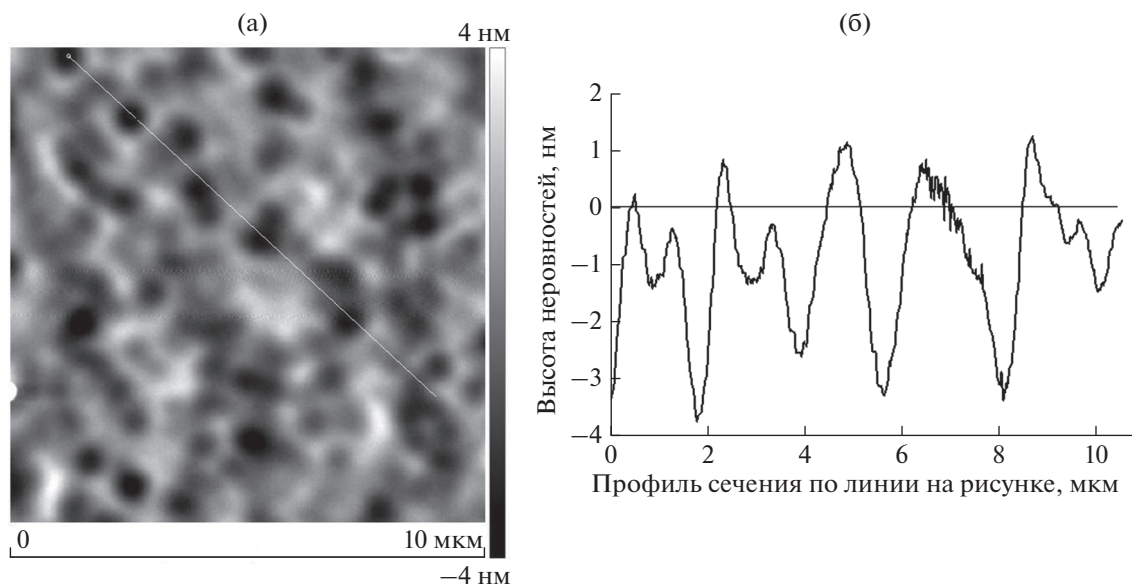 (а)
4 нм
0
10 мкм
−4 нм
(б)
Высота неровностей, нм
2
1
0
−1
−2
−3
−4
0 2 4 6 8 10
Профиль сечения по линии на рисунке, мкм